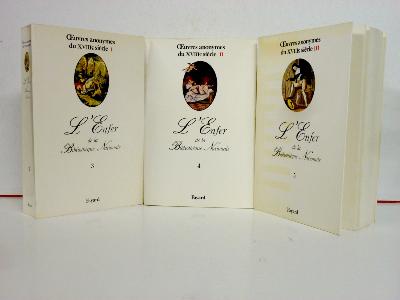 Œuvres anonymes
du XVIIIe siècle I
L'Enfer
de la
Bibliothèque Nationale
3
Fayard
Œuvres anonymes
du XVIIIe siècle II
L'Enfer
de la
Bibliothèque Nationale
4
Fayard
Œuvres anonymes
du XVIIIe siècle III
L'Enfer
de la
Bibliothèque Nationale
5
Fayard